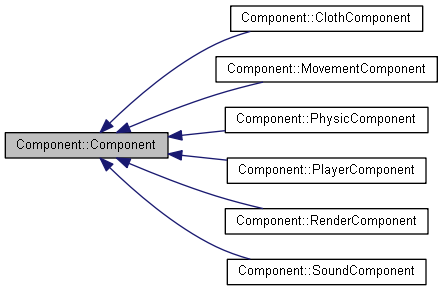 Component::ClothComponent
Component::MovementComponent
Component::PhysicComponent
Component::Component
Component::PlayerComponent
Component::RenderComponent
Component::SoundComponent